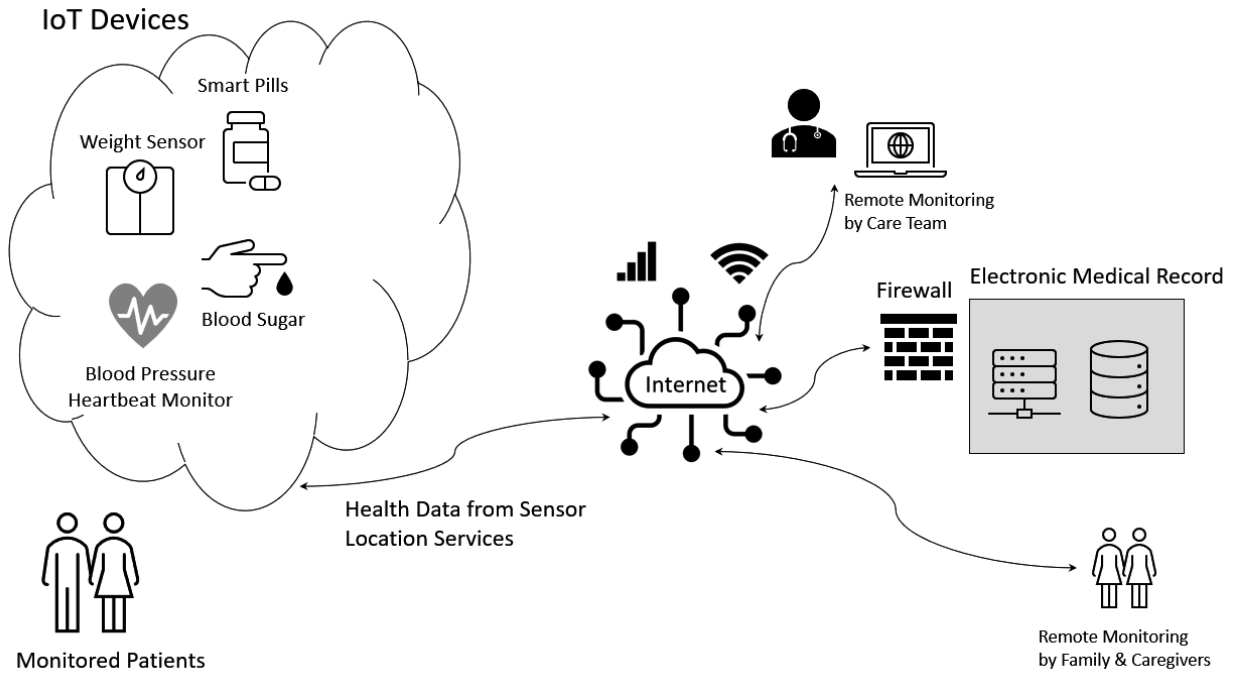 IoT Devices
Smart Pills
Weight Sensor
Blood Sugar
Blood Pressure
Heartbeat Monitor
Health Data from Sensor
Location Services
Monitored Patients
Internet
Remote Monitoring
by Care Team
Firewall
Electronic Medical Record
Remote Monitoring
by Family & Caregivers